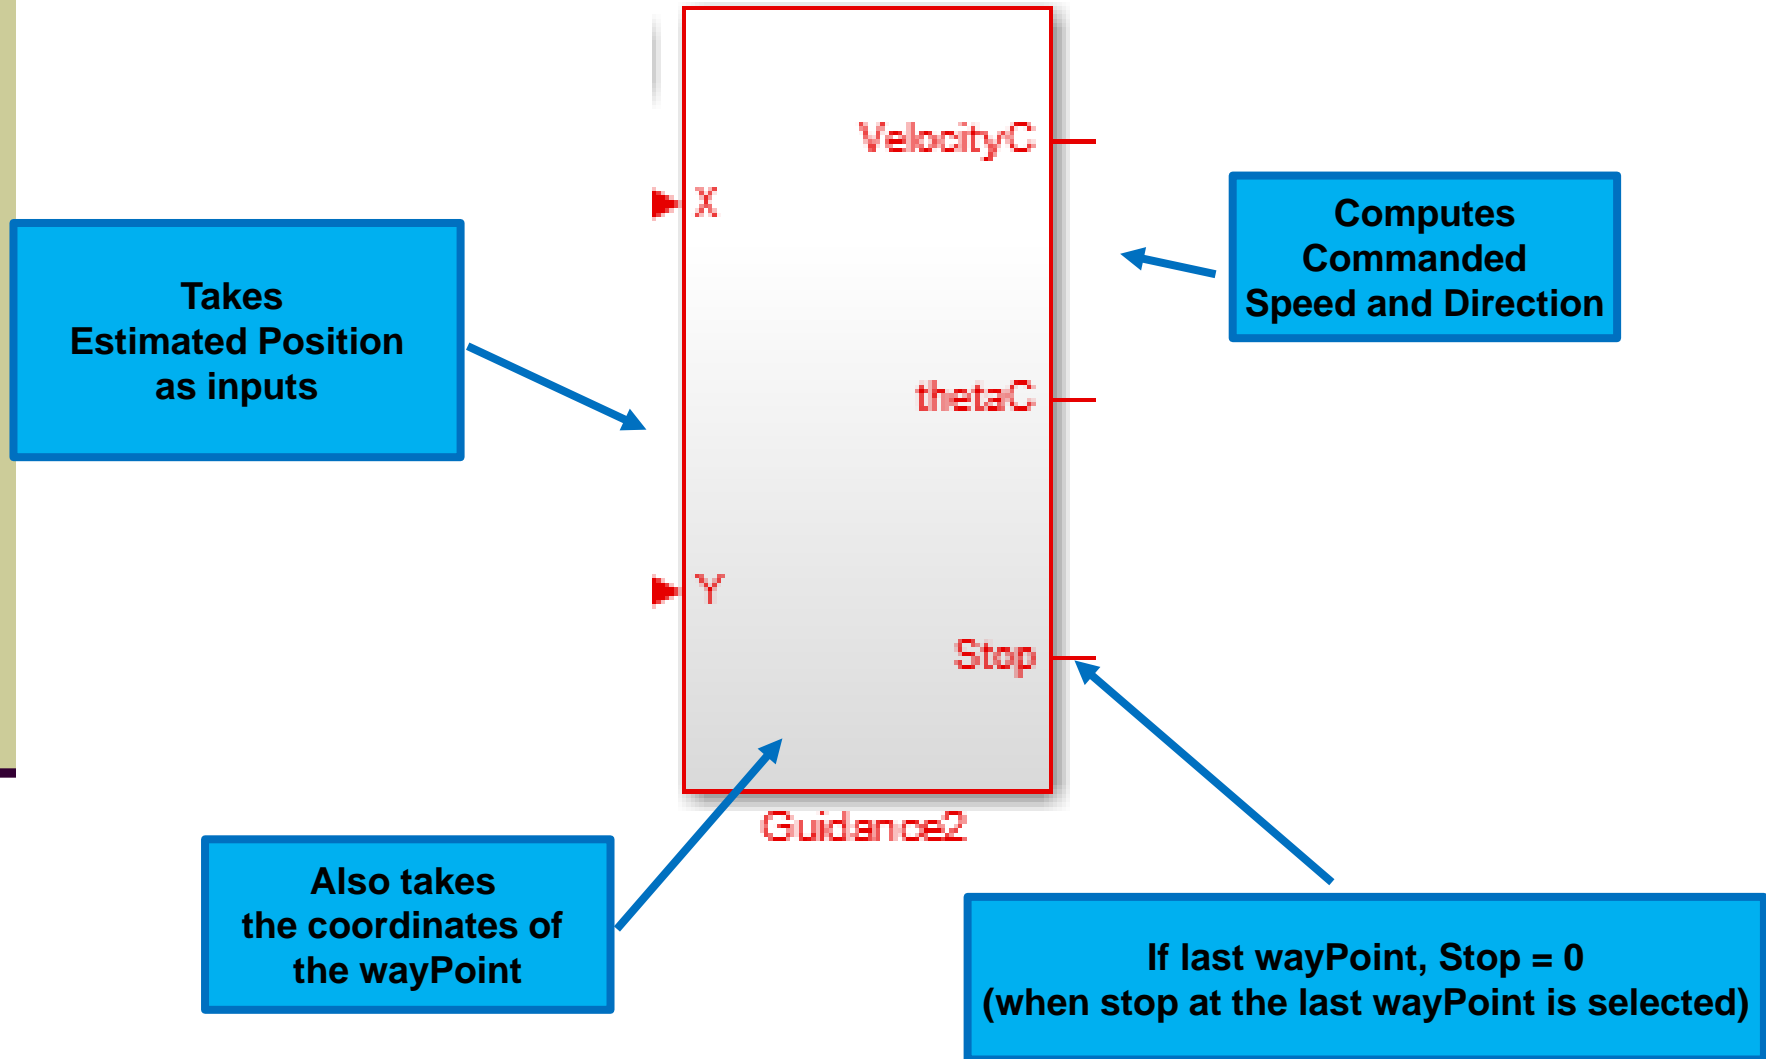 VelocityC
X
Computes
Commanded
Speed and Direction
Takes
Estimated Position
as inputs
thetaC
Y
Stop
Guidance2
Also takes
the coordinates of
the wayPoint
If last wayPoint, Stop = 0
(when stop at the last wayPoint is selected)